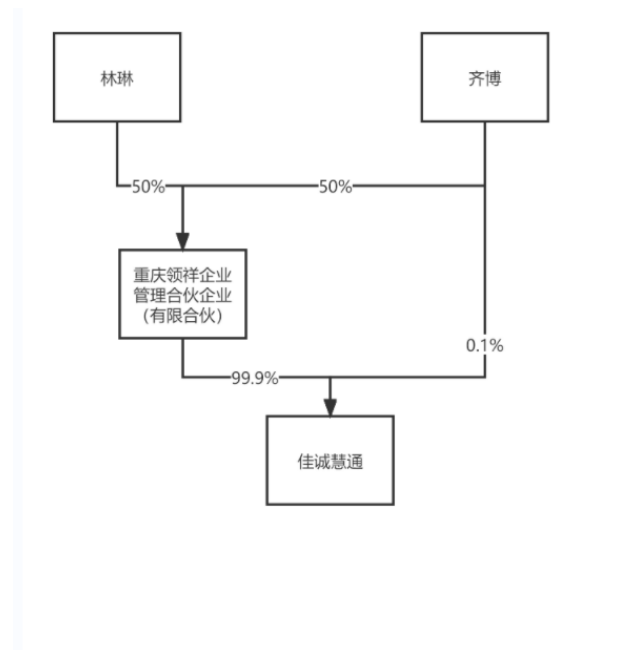 林琳
齐博
50%
50%
重庆领祥企业
管理合伙企业
（有限合伙）
0.1%
99.9%
佳诚慧通